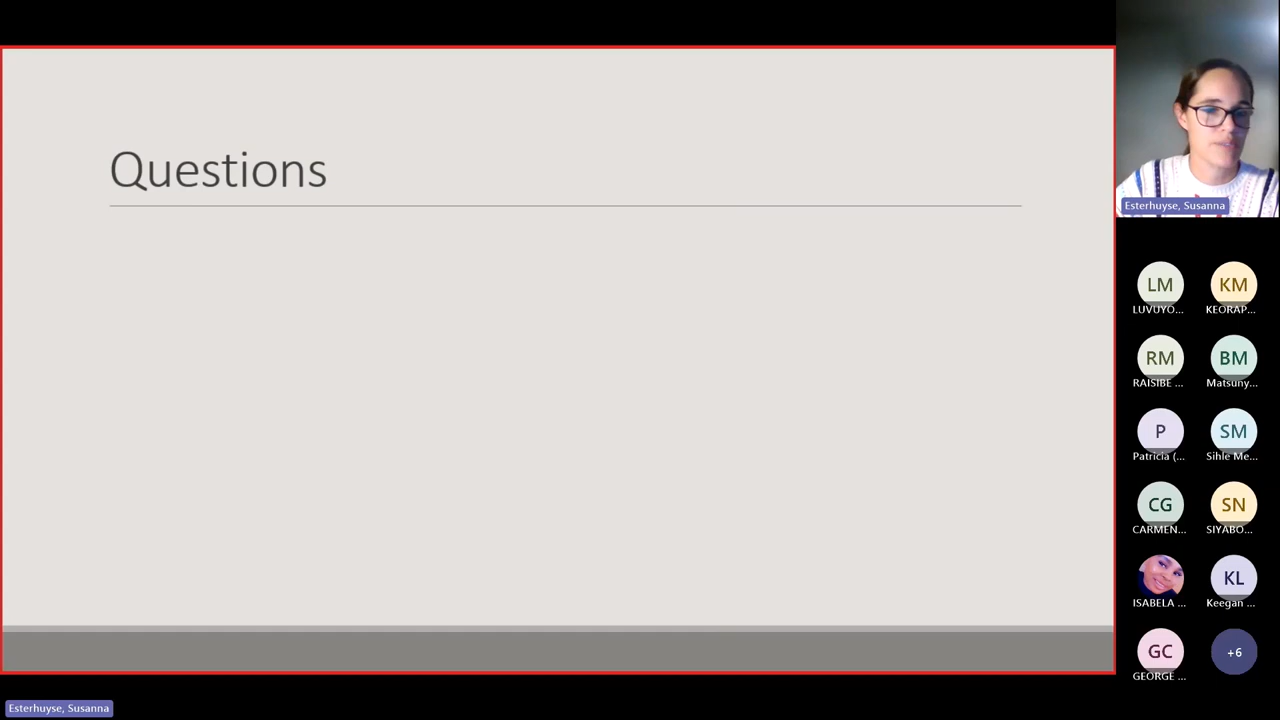 Questions
Esterhuyse, Susanna
LM
KM
LUVUYO...
KEORAP...
RM
BM
RAISIBE ...
Matsuny...
P
SM
Patricia (...
Sihle Me...
CG
SN
CARMEN...
SIYABO...
KL
ISABELA ...
Keegan ...
GC
+6
GEORGE ...
Esterhuyse, Susanna